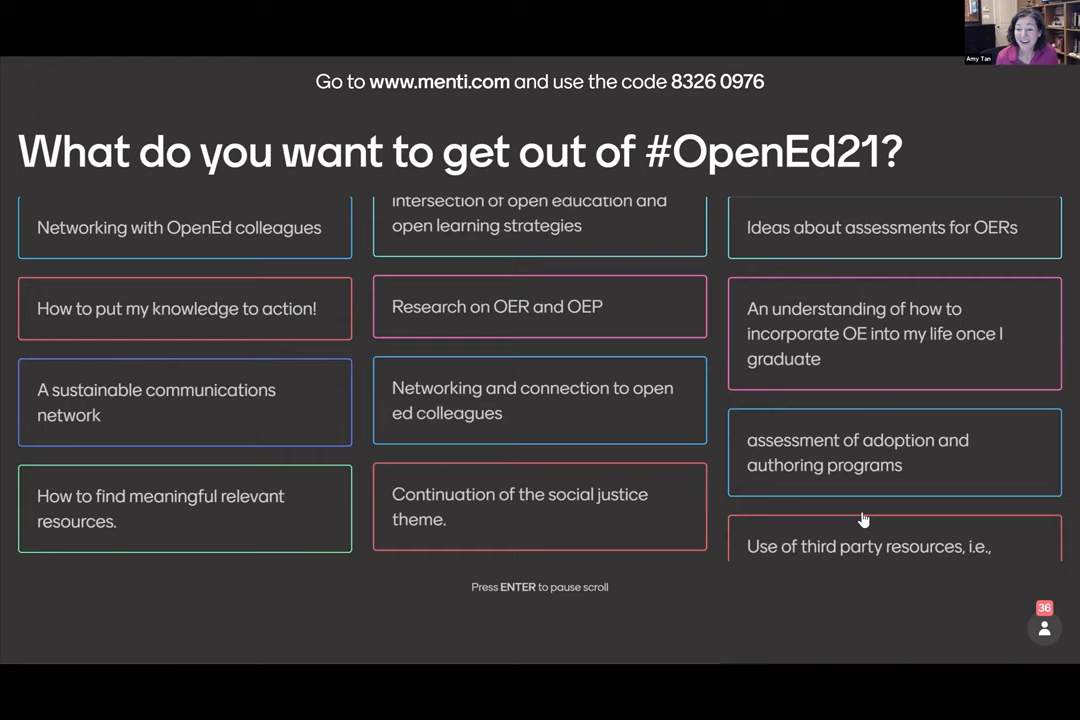 Amy Tan
Go to www.menti.com and use the code 8326 0976
What do you want to get out of #OpenEd21?
Networking with OpenEd colleagues
How to put my knowledge to action!
A sustainable communications
network
How to find meaningful relevant
resources.
intersection of open education and
open learning strategies
Research on OER and OEP
Networking and connection to open
ed colleagues
Continuation of the social justice
theme.
Ideas about assessments for OERs
An understanding of how to
incorporate OE into my life once I
graduate
assessment of adoption and
authoring programs
Use of third party resources, i.e.,
Press ENTER to pause scroll
36